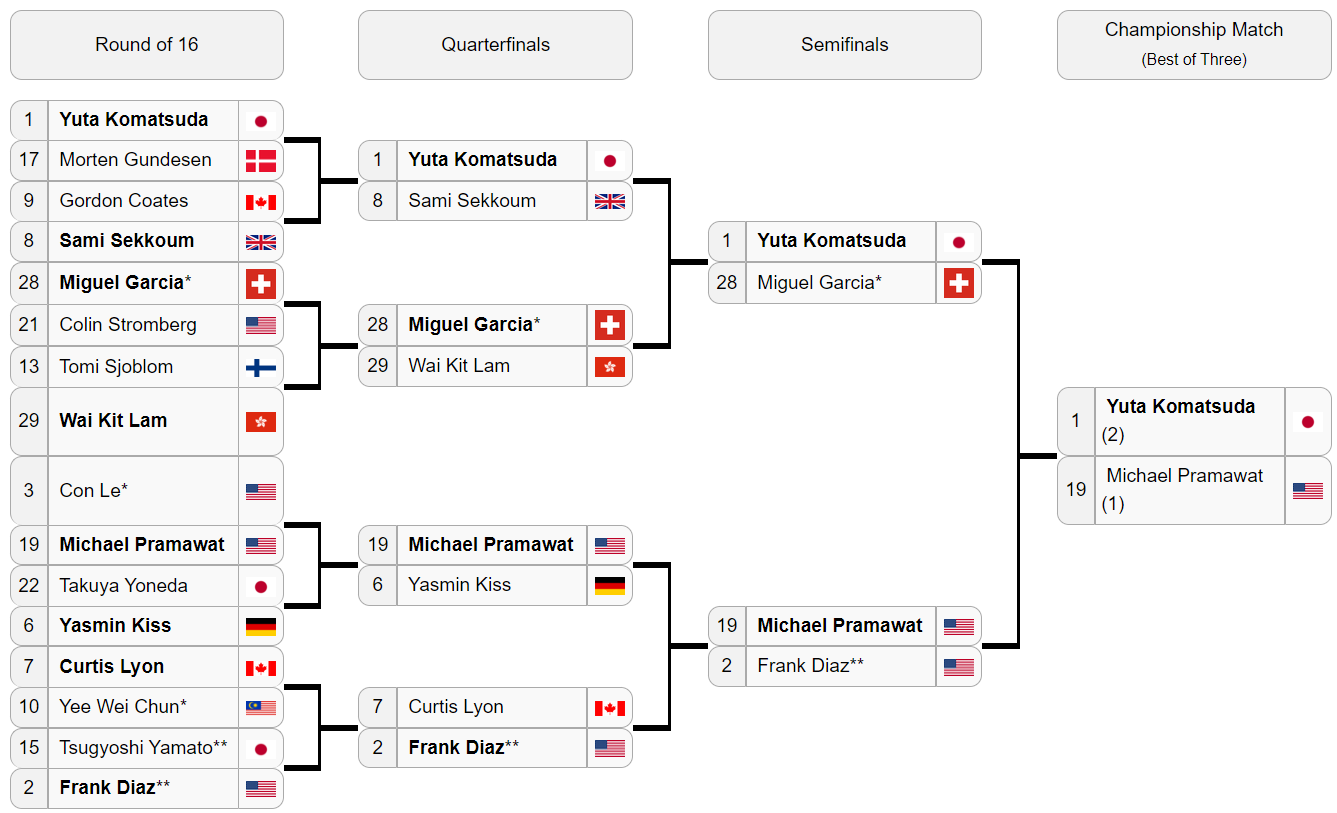 Round of 16
Quarterfinals
Semifinals
Championship Match
(Best of Three)
1 Yuta Komatsuda
17 Morten Gundesen
9 Gordon Coates
8 Sami Sekkoum
28 Miguel Garcia*
21 Colin Stromberg
13 Tomi Sjoblom
29 Wai Kit Lam
3 Con Le*
19 Michael Pramawat
22 Takuya Yoneda
6 Yasmin Kiss
7 Curtis Lyon
10 Yee Wei Chun*
15 Tsugyoshi Yamato**
2 Frank Diaz**
1 Yuta Komatsuda
8 Sami Sekkoum
28 Miguel Garcia*
29 Wai Kit Lam
19 Michael Pramawat
6 Yasmin Kiss
7 Curtis Lyon
2 Frank Diaz**
1 Yuta Komatsuda
28 Miguel Garcia*
19 Michael Pramawat
2 Frank Diaz**
1 Yuta Komatsuda
(2)
19 Michael Pramawat
(1)